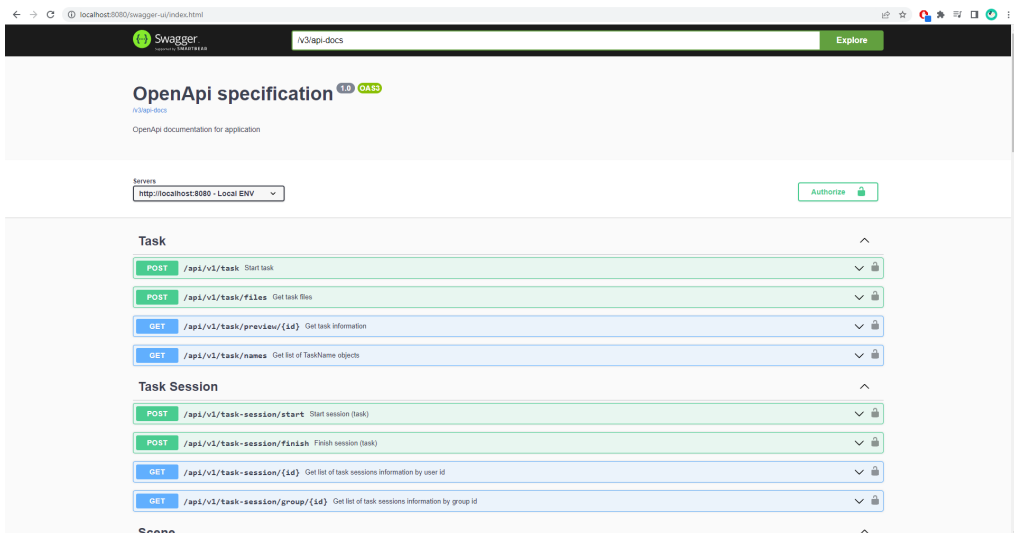 localhost:8080/swagger-ui/index.html
Swagger
Supported by SMARTBEAR
/v3/api-docs
Explore
OpenApi specification 1.0 OAS3
/v3/api-docs
OpenApi documentation for application
Servers
http://localhost:8080 - Local ENV
Authorize
Task
POST /api/v1/task Start task
POST /api/v1/task/files Get task files
GET /api/v1/task/preview/{id} Get task information
GET /api/v1/task/names Get list of TaskName objects
Task Session
POST /api/v1/task-session/start Start session (task)
POST /api/v1/task-session/finish Finish session (task)
GET /api/v1/task-session/{id} Get list of task sessions information by user id
GET /api/v1/task-session/group/{id} Get list of task sessions information by group id
Scene